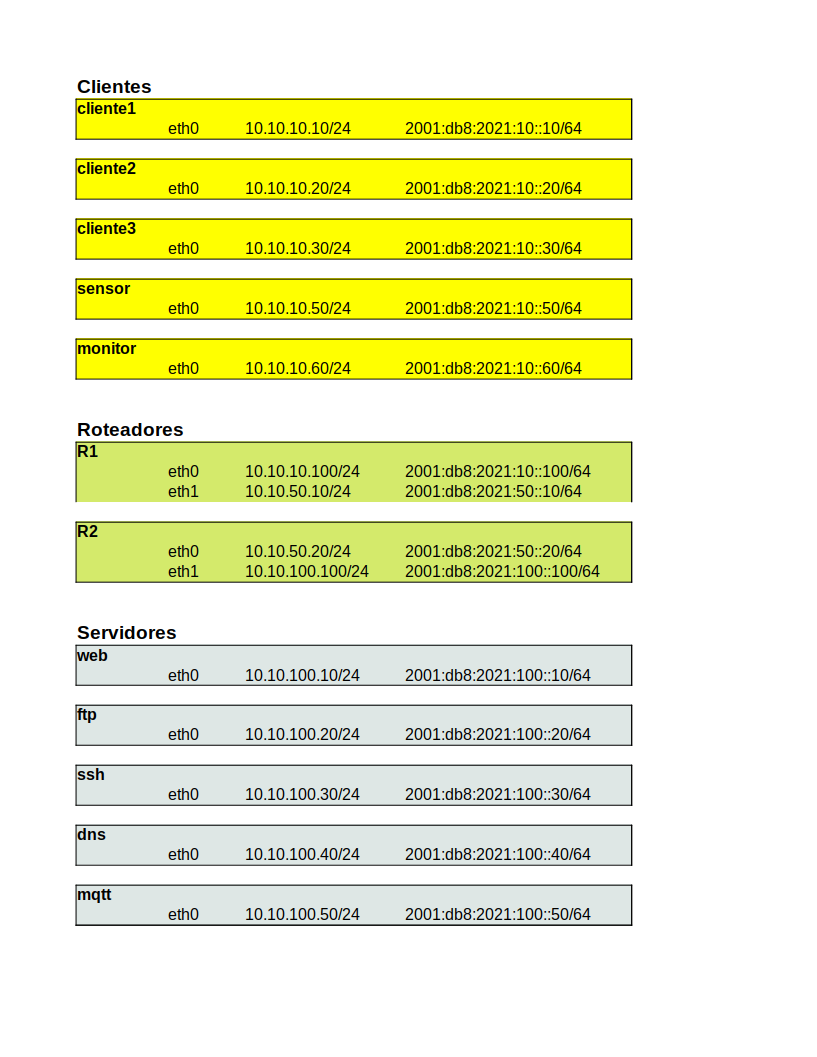 Clientes
cliente1
eth0 10.10.10.10/24 2001:db8:2021:10::10/64
cliente2
eth0 10.10.10.20/24 2001:db8:2021:10::20/64
cliente3
eth0 10.10.10.30/24 2001:db8:2021:10::30/64
sensor
eth0 10.10.10.50/24 2001:db8:2021:10::50/64
monitor
eth0 10.10.10.60/24 2001:db8:2021:10::60/64
Roteadores
R1
eth0 10.10.10.100/24 2001:db8:2021:10::100/64
eth1 10.10.50.10/24 2001:db8:2021:50::10/64
R2
eth0 10.10.50.20/24 2001:db8:2021:50::20/64
eth1 10.10.100.100/24 2001:db8:2021:100::100/64
Servidores
web
eth0 10.10.100.10/24 2001:db8:2021:100::10/64
ftp
eth0 10.10.100.20/24 2001:db8:2021:100::20/64
ssh
eth0 10.10.100.30/24 2001:db8:2021:100::30/64
dns
eth0 10.10.100.40/24 2001:db8:2021:100::40/64
mqtt
eth0 10.10.100.50/24 2001:db8:2021:100::50/64